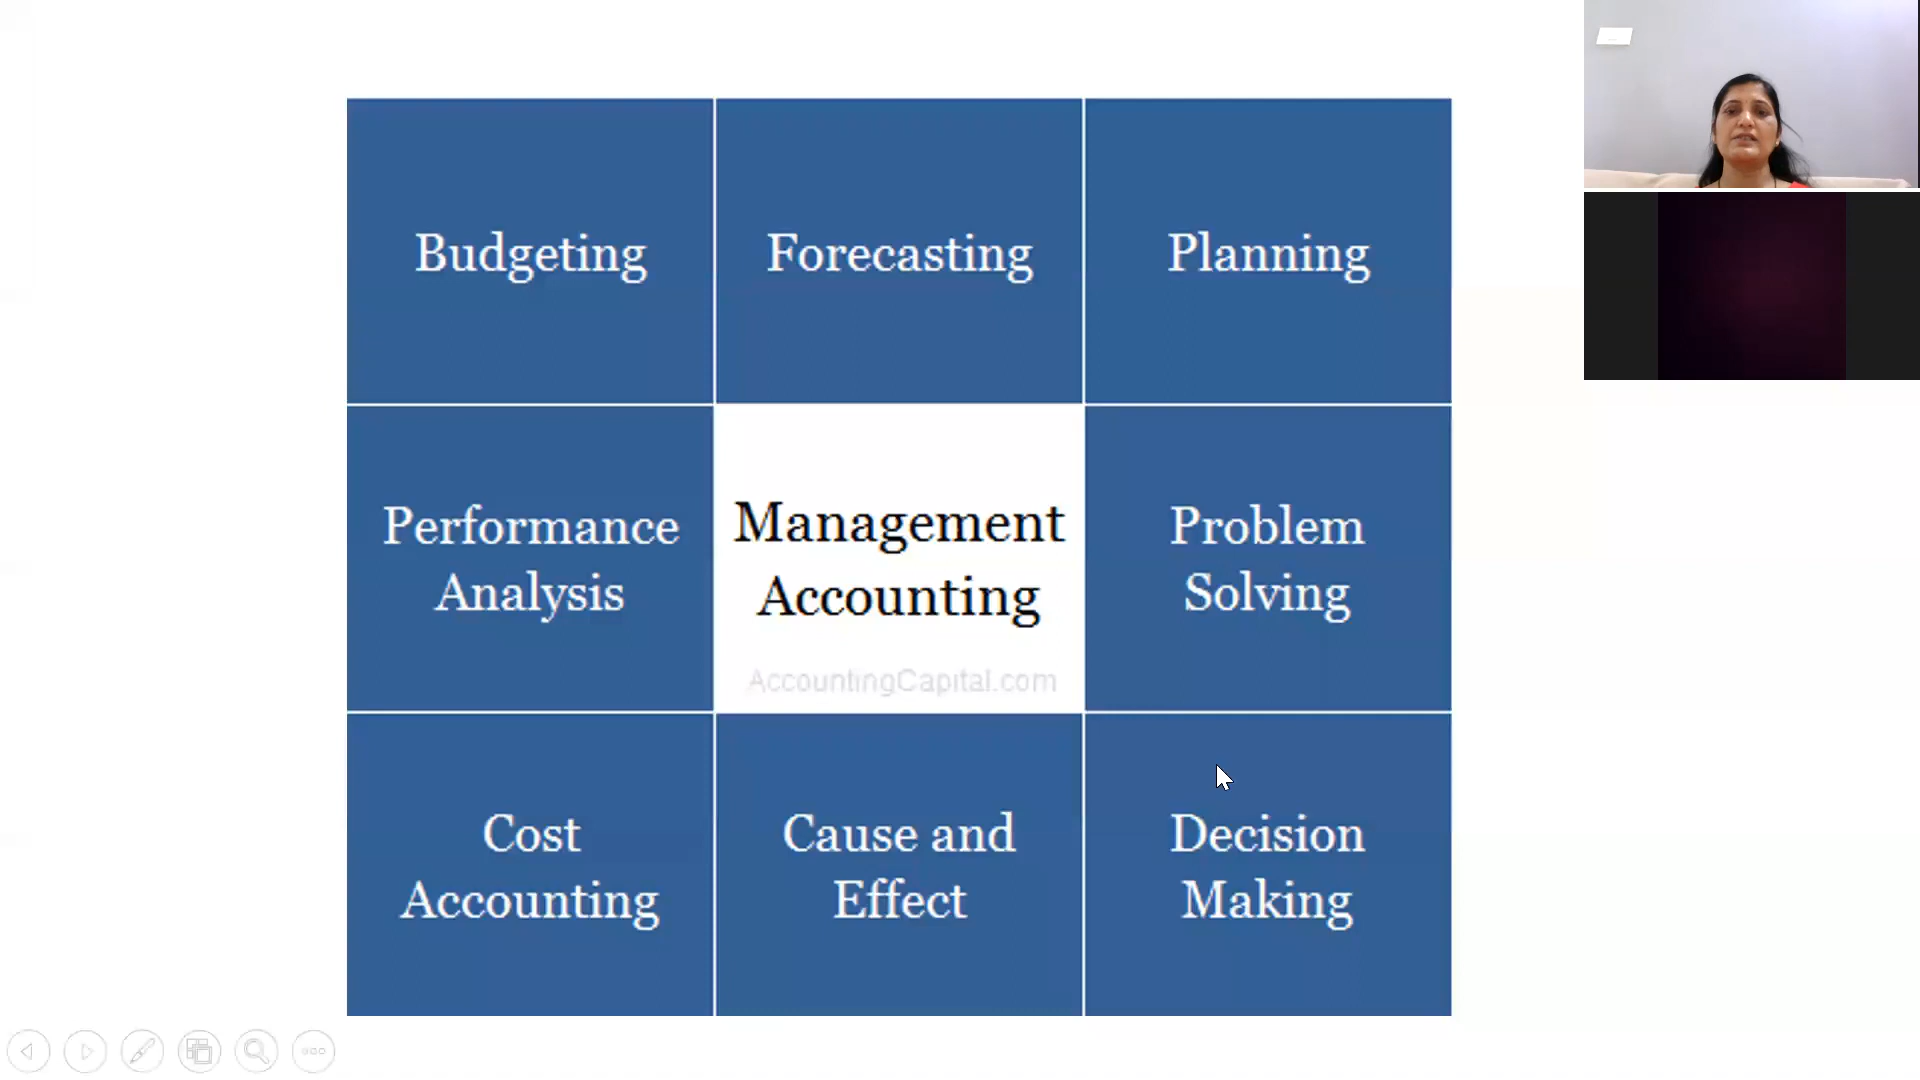 Budgeting
Forecasting
Planning
Performance
Analysis
Management
Accounting
AccountingCapital.com
Problem
Solving
Cost
Accounting
Cause and
Effect
Decision
Making